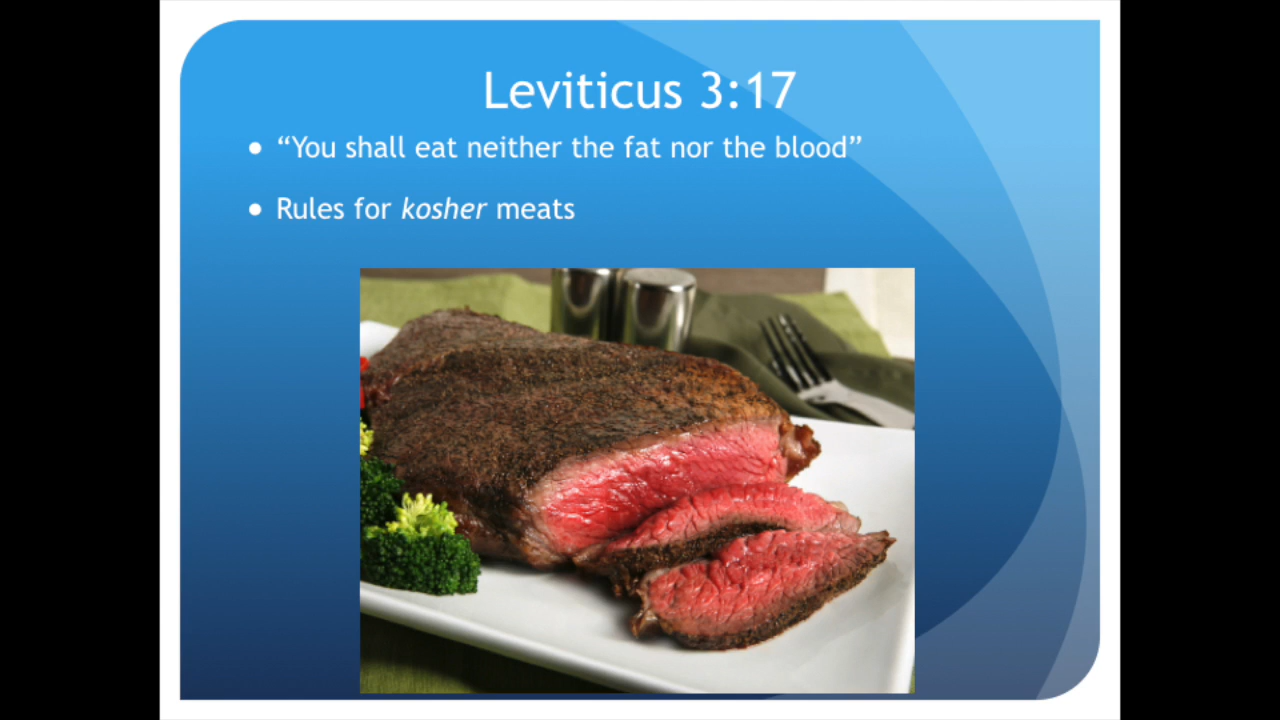 Leviticus 3:17
• “You shall eat neither the fat nor the blood”
• Rules for kosher meats